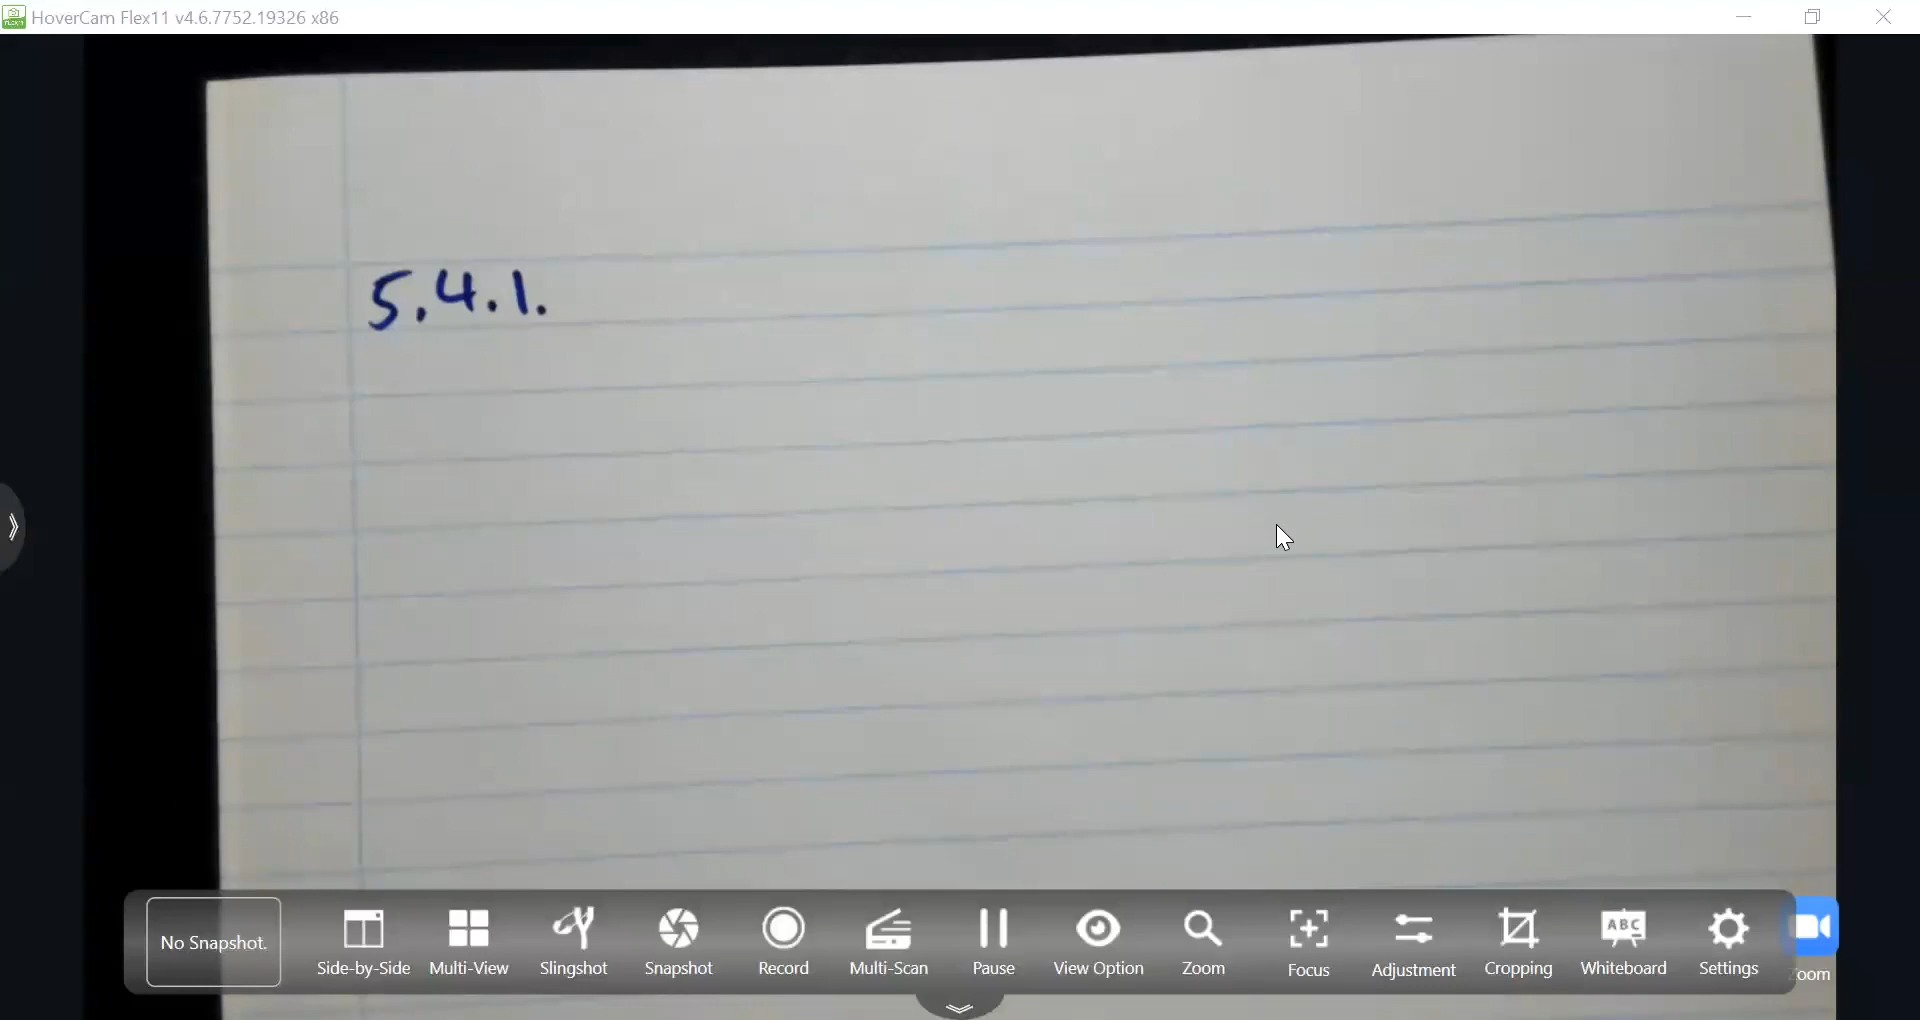 HoverCam Flex11 v4.6.7752.19326 x86
5.4.1.
No Snapshot.
Side-by-Side
Multi-View
Slingshot
Snapshot
Record
Multi-Scan
Pause
View Option
Zoom
Focus
Adjustment
Cropping
ABC
Whiteboard
Settings
Zoom